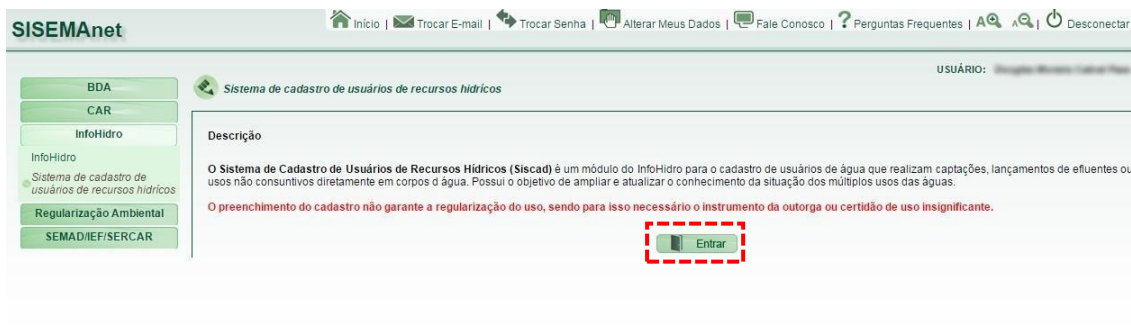 SISEMAnet
Início | Trocar E-mail | Trocar Senha | Alterar Meus Dados | Fale Conosco | ? Perguntas Frequentes | A A | Desconectar
USUÁRIO:
BDA
CAR
InfoHidro
InfoHidro
Sistema de cadastro de
usuários de recursos hídricos
Regularização Ambiental
SEMAD/IEF/SERCAR
Sistema de cadastro de usuários de recursos hídricos
Descrição
O Sistema de Cadastro de Usuários de Recursos Hídricos (Siscad) é um módulo do InfoHidro para o cadastro de usuários de água que realizam captações, lançamentos de efluentes ou
usos não consuntivos diretamente em corpos d água. Possui o objetivo de ampliar e atualizar o conhecimento da situação dos múltiplos usos das águas.
O preenchimento do cadastro não garante a regularização do uso, sendo para isso necessário o instrumento da outorga ou certidão de uso insignificante.
Entrar